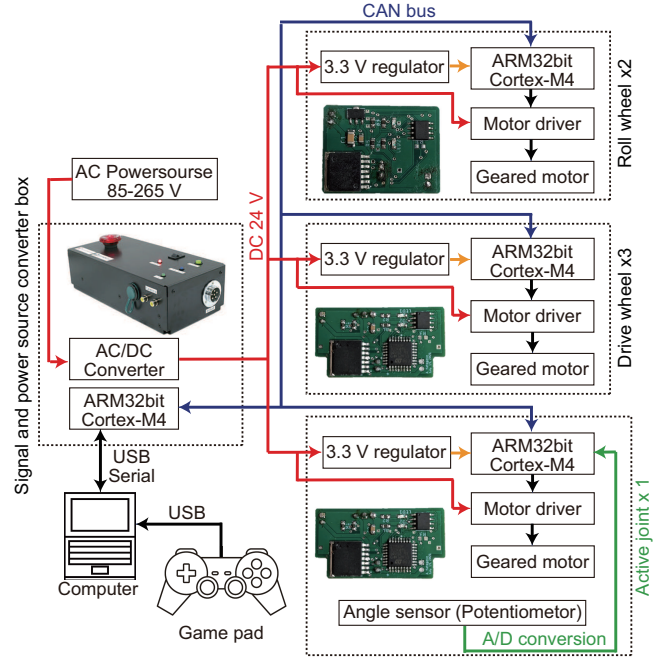 CAN bus
3.3 V regulator
ARM32bit
Cortex-M4
Motor driver
Geared motor
Roll wheel x2
AC Powersourse
85-265 V
Signal and power source converter box
DC 24 V
3.3 V regulator
ARM32bit
Cortex-M4
Motor driver
Geared motor
Drive wheel x3
AC/DC
Converter
ARM32bit
Cortex-M4
USB
Serial
USB
Computer
Game pad
3.3 V regulator
ARM32bit
Cortex-M4
Motor driver
Geared motor
Angle sensor (Potentiometor)
A/D conversion
Active joint x 1